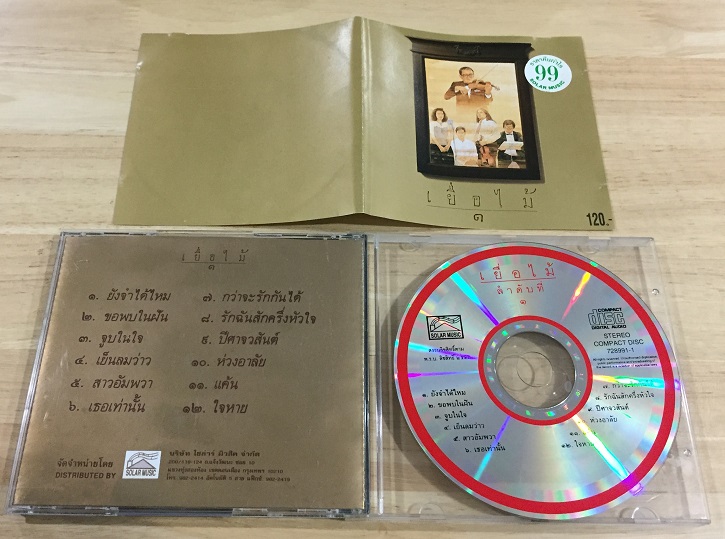 ราคาเดินถ้ำใจ
99
SOLAR MUSIC
เยื่อไม้
๑
120.-
เยื่อไม้
๑
๑. ยังจำได้ไหม
๒. ขอพบในฝัน
๓. จูบในใจ
๔. เย็นลมว่าว
๕. สาวอัมพวา
๖. เธอเท่านั้น
๗. กว่าจะรักกันได้
๘. รักฉันสักครึ่งหัวใจ
๙. ปีศาจวสันต์
๑๐. ห่วงอาลัย
๑๑. แค้น
๑๒. ใจหาย
จัดจำหน่ายโดย
DISTRIBUTED BY
SOLAR MUSIC
บริษัท โซล่าร์ มิวสิค จำกัด
เยื่อไม้
ลำดับที่
๑
SOLAR MUSIC
COMPACT
DISC
DIGITAL AUDIO
STEREO
COMPACT DISC
728991-1
๑. ยังจำได้ไหม
๒. ขอพบในฝัน
๓. จูบในใจ
๔. เย็นลมว่าว
๕. สาวอัมพวา
๖. เธอเท่านั้น
๗. กว่าจะรักกันได้
๘. รักฉันสักครึ่งหัวใจ
๙. ปีศาจวสันต์
๑๐. ห่วงอาลัย
๑๒. ใจหาย